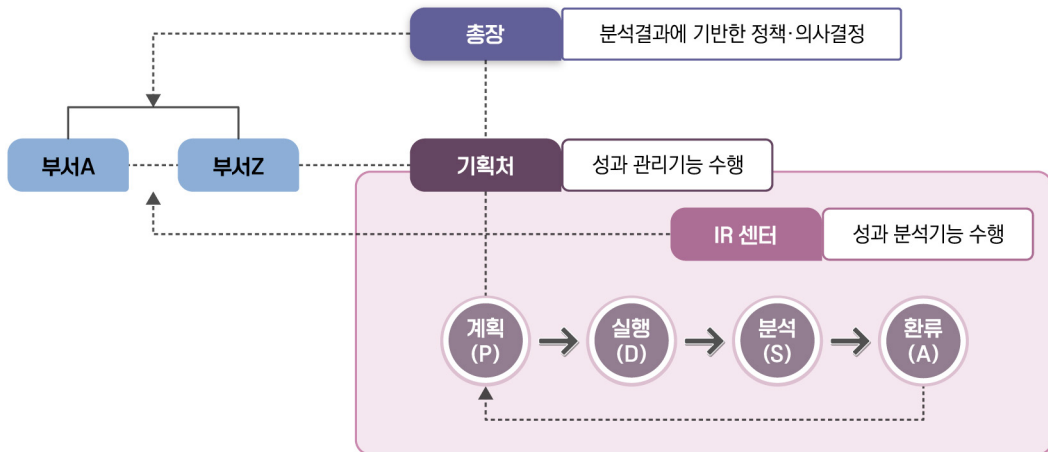 총장
분석결과에 기반한 정책·의사결정
부서A
부서Z
기획처
성과 관리기능 수행
IR 센터
성과 분석기능 수행
계획
(P)
실행
(D)
분석
(S)
환류
(A)